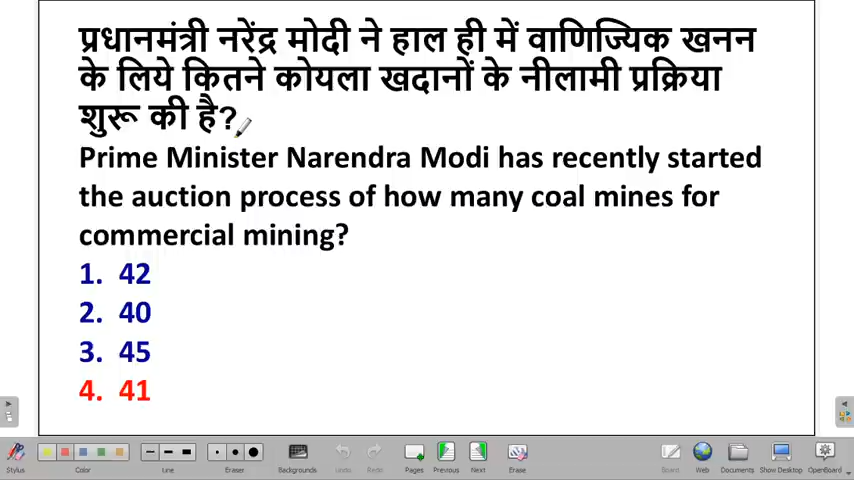 प्रधानमंत्री नरेंद्र मोदी ने हाल ही में वाणिज्यिक खनन
के लिये कितने कोयला खदानों के नीलामी प्रक्रिया
शुरू की है?
Prime Minister Narendra Modi has recently started
the auction process of how many coal mines for
commercial mining?
1. 42
2. 40
3. 45
4. 41
Stylus Color Line Eraser Backgrounds Undo Redo Pages Previous Next Erase Board Web Documents Show Desktop OpenBoard